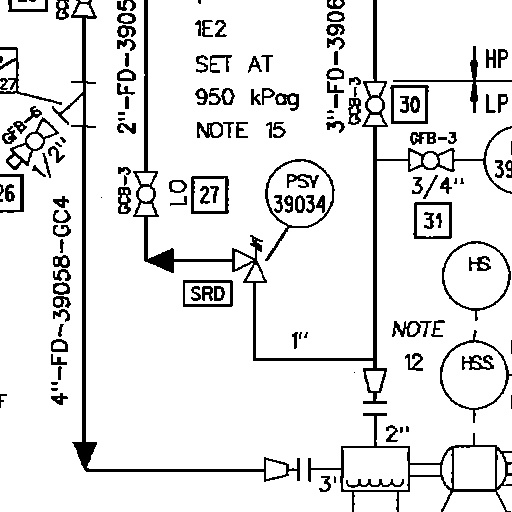 1E2
SET AT
950 kPag
NOTE 15
2"-FD-3905
3"-FD-3906
HP
LP
GCB-3
30
GFB-3
3/4"
31
27
GFB-6
1/2"
26
GCB-3
LO
27
PSV
39034
SRD
4"-FD-39058-GC4
1"
NOTE
12
HS
HSS
2"
3"
39